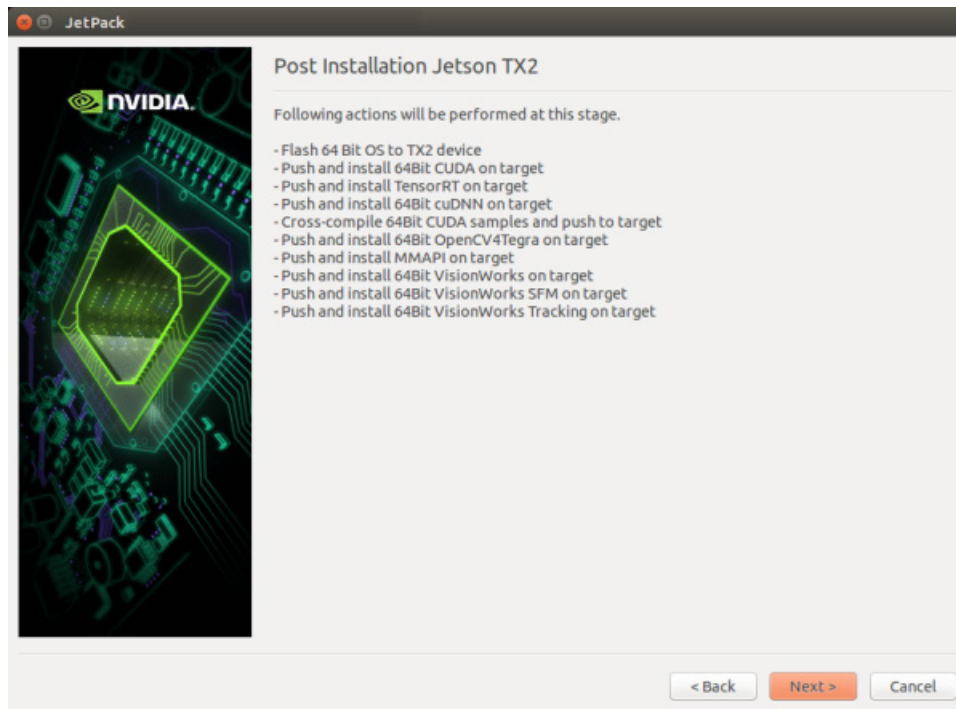 JetPack
NVIDIA.
Post Installation Jetson TX2
Following actions will be performed at this stage.
- Flash 64 Bit OS to TX2 device
- Push and install 64Bit CUDA on target
- Push and install TensorRT on target
- Push and install 64Bit cuDNN on target
- Cross-compile 64Bit CUDA samples and push to target
- Push and install 64Bit OpenCV4Tegra on target
- Push and install MMAPI on target
- Push and install 64Bit VisionWorks on target
- Push and install 64Bit VisionWorks SFM on target
- Push and install 64Bit VisionWorks Tracking on target
< Back Next > Cancel